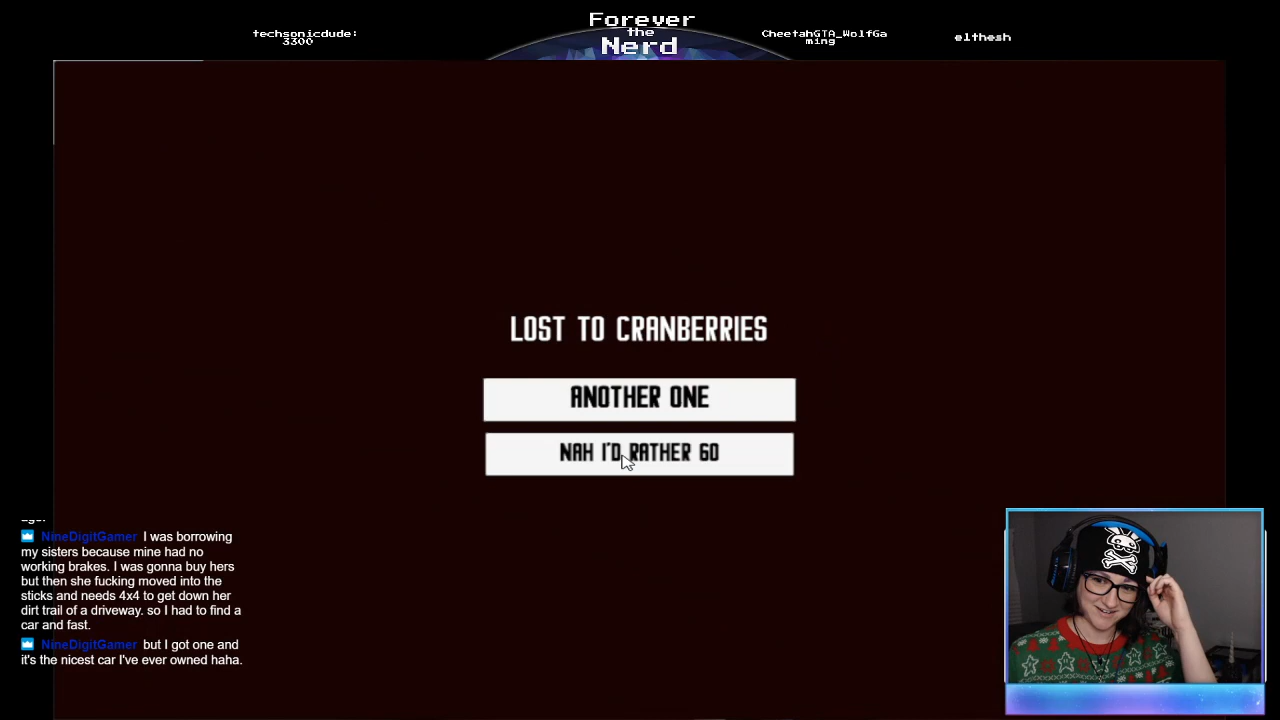 Forever
the
Nerd
techsonicdude:
3300
CheetahGTA_WolfGa
ming
elthesh
LOST TO CRANBERRIES
ANOTHER ONE
NAH I'D RATHER GO
NineDigitGamer I was borrowing
my sisters because mine had no
working brakes. I was gonna buy hers
but then she fucking moved into the
sticks and needs 4x4 to get down her
dirt trail of a driveway. so I had to find a
car and fast.
NineDigitGamer but I got one and
it's the nicest car I've ever owned haha.